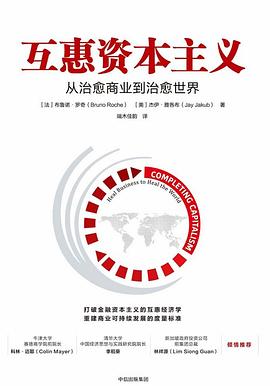 互惠资本主义
从治愈商业到治愈世界
[法] 布鲁诺·罗奇(Bruno Roche) [美] 杰伊·雅各布(Jay Jakub) 著
端木佳韵 译
COMPLETING CAPITALISM
Heal Business to Heal the World
打破金融资本主义的互惠经济学
重建商业可持续发展的度量标准
牛津大学
赛德商学院前院长
科林·迈耶(Colin Mayer)
清华大学
中国经济思想与实践研究院院长
李稻葵
新加坡政府投资公司
前集团总裁
林祥源(Lim Siong Guan)
倾情推荐
中信出版集团